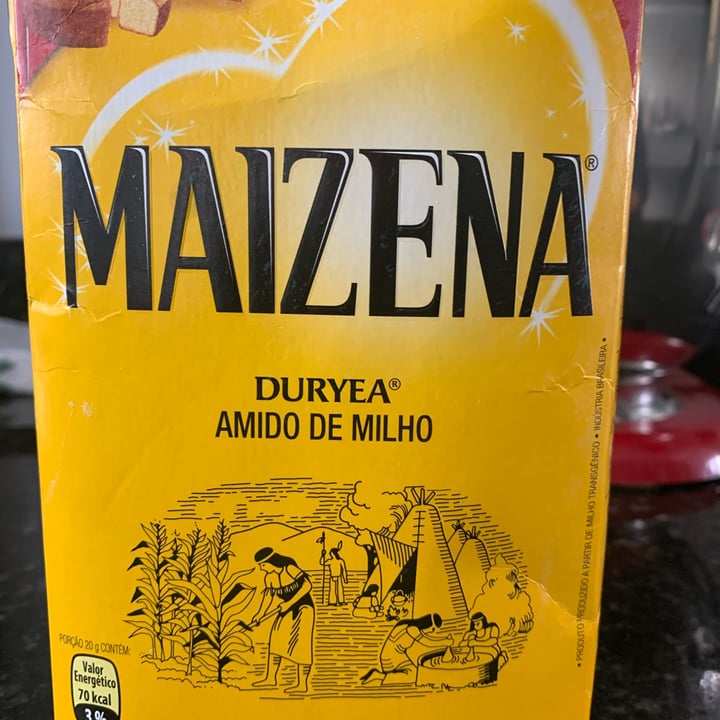 MAIZENA®
DURYEA®
AMIDO DE MILHO
• PRODUTO PRODUZIDO A PARTIR DE MILHO TRANSGÊNICO • INDÚSTRIA BRASILEIRA •
PORÇÃO 20 g CONTÉM:
Valor
Energético
70 kcal
3%